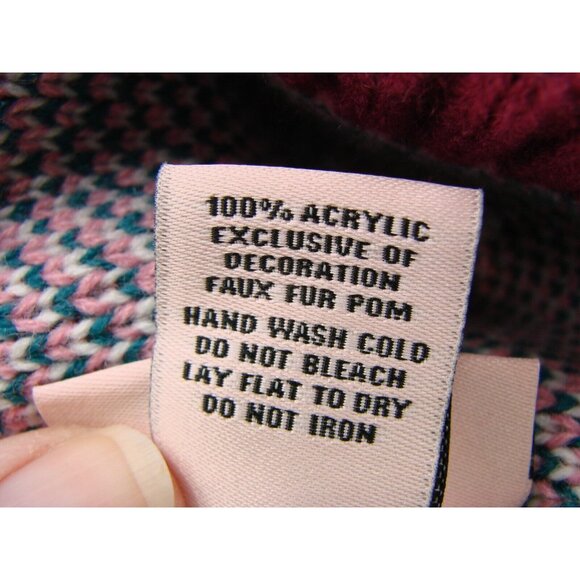 100% ACRYLIC
EXCLUSIVE OF
DECORATION
FAUX FUR POM
HAND WASH COLD
DO NOT BLEACH
LAY FLAT TO DRY
DO NOT IRON